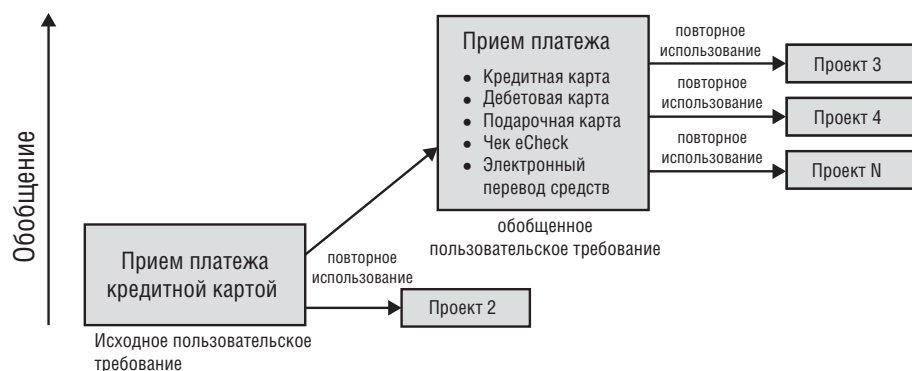 Обобщение
Прием платежа
кредитной картой
Исходное пользовательское
требование
повторное
использование
Проект 2
Прием платежа
● Кредитная карта
● Дебетовая карта
● Подарочная карта
● Чек eCheck
● Электронный
перевод средств
обобщенное
пользовательское требование
повторное
использование
Проект 3
повторное
использование
Проект 4
повторное
использование
Проект N